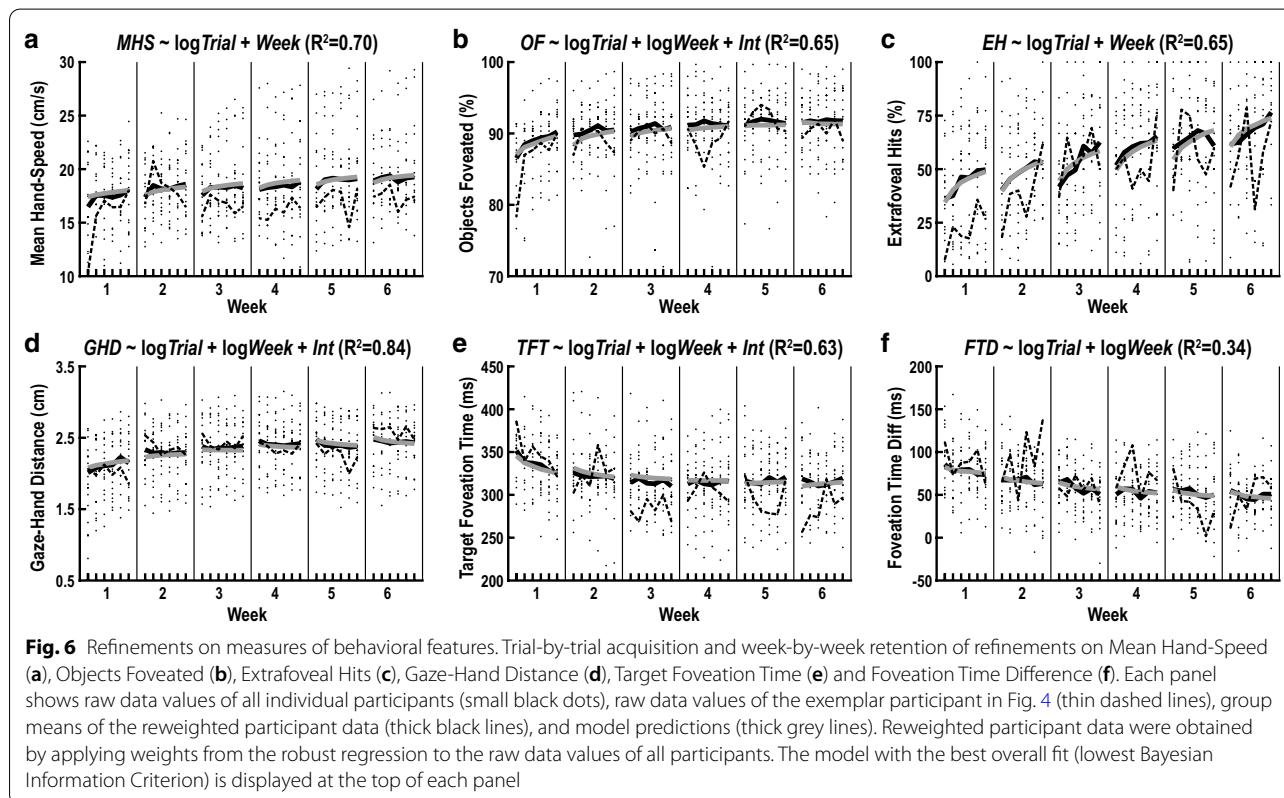 a
MHS ~ logTrial + Week (R²=0.70)
30
25
20
15
10
Mean Hand-Speed (cm/s)
1 2 3 4 5 6
Week
b
OF ~ logTrial + logWeek + Int (R²=0.65)
100
90
80
70
Objects Foveated (%)
1 2 3 4 5 6
Week
c
EH ~ logTrial + Week (R²=0.65)
100
75
50
25
0
Extrafoveal Hits (%)
1 2 3 4 5 6
Week
d
GHD ~ logTrial + logWeek + Int (R²=0.84)
3.5
2.5
1.5
0.5
Gaze-Hand Distance (cm)
1 2 3 4 5 6
Week
e
TFT ~ logTrial + logWeek + Int (R²=0.63)
450
400
350
300
250
200
Target Foveation Time (ms)
1 2 3 4 5 6
Week
f
FTD ~ logTrial + logWeek (R²=0.34)
200
150
100
50
0
-50
Foveation Time Diff (ms)
1 2 3 4 5 6
Week
Fig. 6 Refinements on measures of behavioral features. Trial-by-trial acquisition and week-by-week retention of refinements on Mean Hand-Speed
(a), Objects Foveated (b), Extrafoveal Hits (c), Gaze-Hand Distance (d), Target Foveation Time (e) and Foveation Time Difference (f). Each panel
shows raw data values of all individual participants (small black dots), raw data values of the exemplar participant in Fig. 4 (thin dashed lines), group
means of the reweighted participant data (thick black lines), and model predictions (thick grey lines). Reweighted participant data were obtained
by applying weights from the robust regression to the raw data values of all participants. The model with the best overall fit (lowest Bayesian
Information Criterion) is displayed at the top of each panel